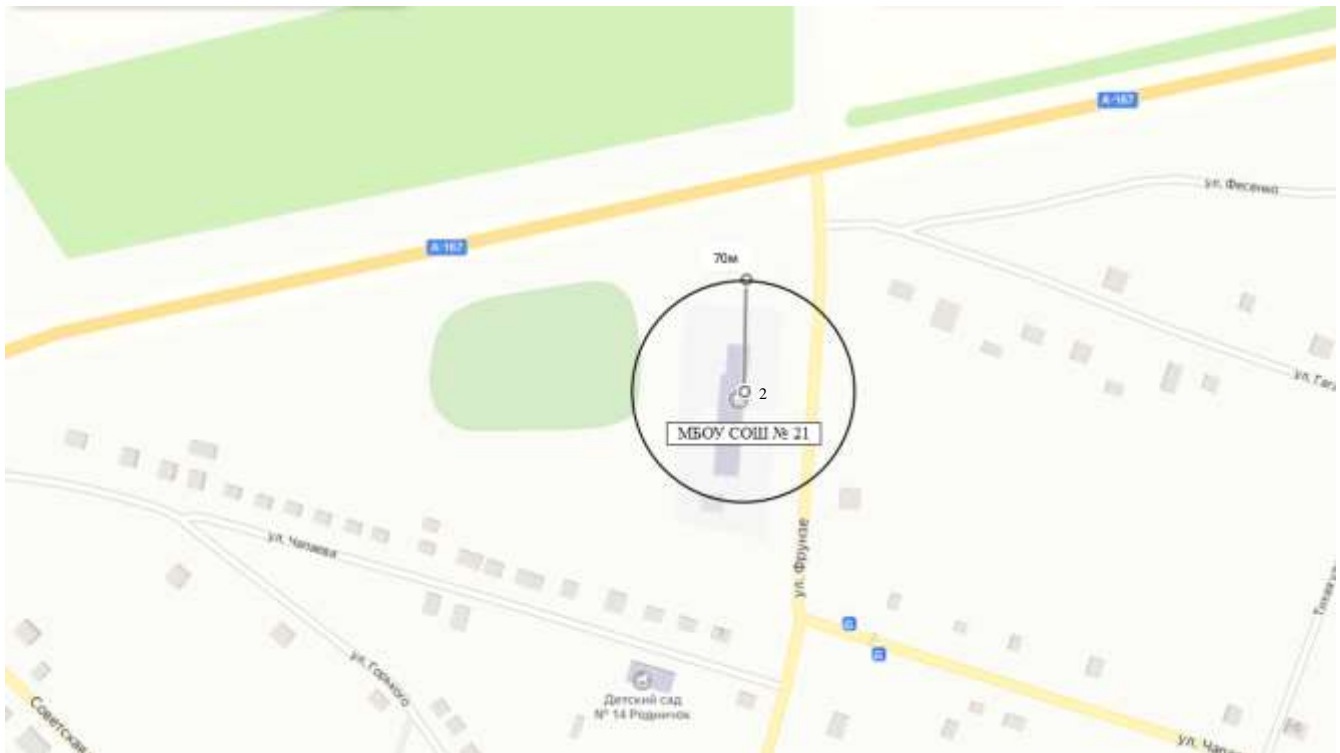 А-167
ул. Фесенко
А-167
70м
2
МБОУ СОШ № 21
ул. Чапаева
ул. Фрунзе
ул. Горького
Детский сад
№ 14 Родничок
Советская